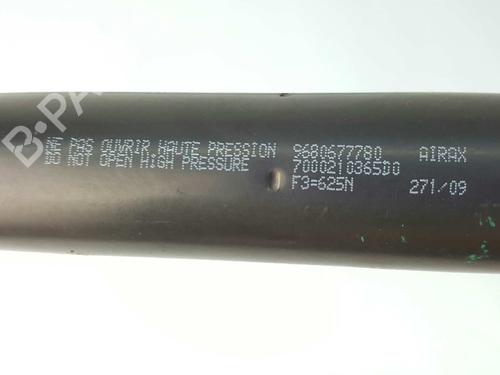 NE PAS OUVRIR HAUTE PRESSION 9680677780 AIRAX
DO NOT OPEN HIGH PRESSURE 7000210365D0
F3=625N 271/09